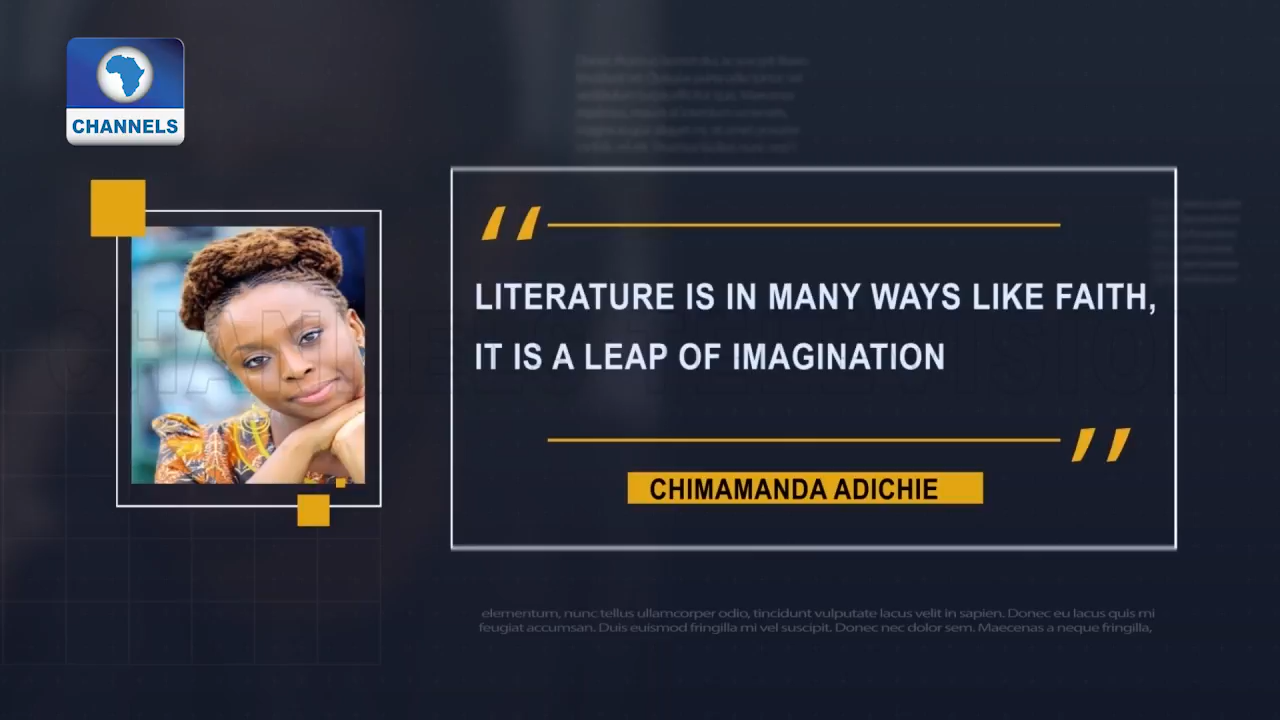 CHANNELS
LITERATURE IS IN MANY WAYS LIKE FAITH,
IT IS A LEAP OF IMAGINATION
CHIMAMANDA ADICHIE
elementum, nunc tellus ullamcorper odio, tincidunt vulputate lacus velit in sapien. Donec eu lacus quis mi
feugiat accumsan. Duis euismod fringilla mi vel suscipit. Donec nec dolor sem. Maecenas a neque fringilla,